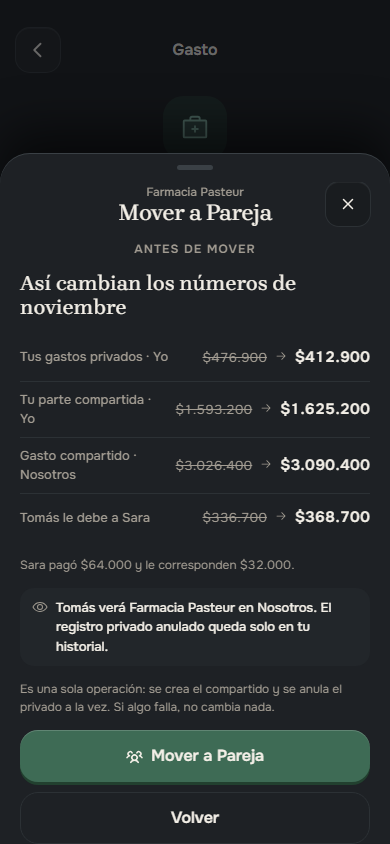 Gasto
Farmacia Pasteur
Mover a Pareja
ANTES DE MOVER
Así cambian los números de
noviembre
Tus gastos privados · Yo $476.900 → $412.900
Tu parte compartida ·
Yo $1.593.200 → $1.625.200
Gasto compartido ·
Nosotros $3.026.400 → $3.090.400
Tomás le debe a Sara $336.700 → $368.700
Sara pagó $64.000 y le corresponden $32.000.
Tomás verá Farmacia Pasteur en Nosotros. El
registro privado anulado queda solo en tu
historial.
Es una sola operación: se crea el compartido y se anula el
privado a la vez. Si algo falla, no cambia nada.
Mover a Pareja
Volver